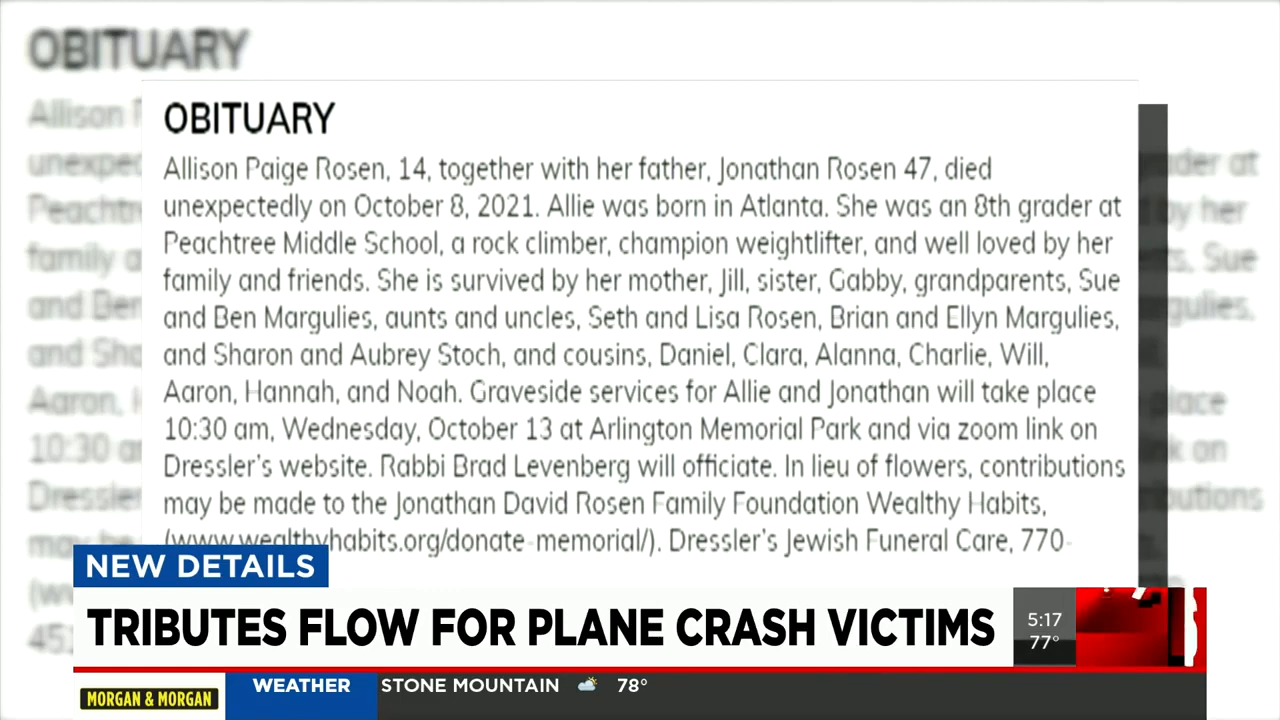 OBITUARY
OBITUARY
Allison Paige Rosen, 14, together with her father, Jonathan Rosen 47, died
unexpectedly on October 8, 2021. Allie was born in Atlanta. She was an 8th grader at
Peachtree Middle School, a rock climber, champion weightlifter, and well loved by her
family and friends. She is survived by her mother, Jill, sister, Gabby, grandparents, Sue
and Ben Margulies, aunts and uncles, Seth and Lisa Rosen, Brian and Ellyn Margulies,
and Sharon and Aubrey Stoch, and cousins, Daniel, Clara, Alanna, Charlie, Will,
Aaron, Hannah, and Noah. Graveside services for Allie and Jonathan will take place
10:30 am, Wednesday, October 13 at Arlington Memorial Park and via zoom link on
Dressler's website. Rabbi Brad Levenberg will officiate. In lieu of flowers, contributions
may be made to the Jonathan David Rosen Family Foundation Wealthy Habits,
(www.wealthyhabits.org/donate-memorial/). Dressler's Jewish Funeral Care, 770-
NEW DETAILS
TRIBUTES FLOW FOR PLANE CRASH VICTIMS
5:17
77°
MORGAN & MORGAN
WEATHER
STONE MOUNTAIN 78°